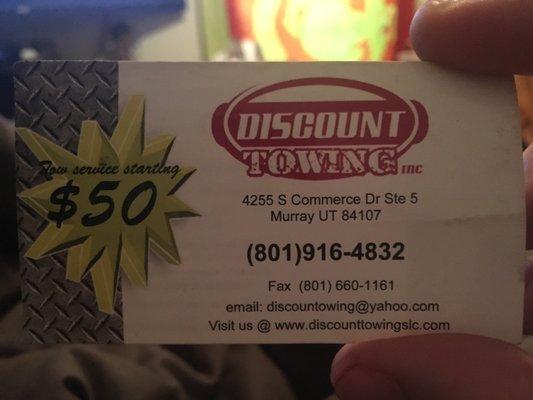 Tow service starting
$50
DISCOUNT
TOWING INC
4255 S Commerce Dr Ste 5
Murray UT 84107
(801)916-4832
Fax (801) 660-1161
email: discountowing@yahoo.com
Visit us @ www.discounttowingslc.com